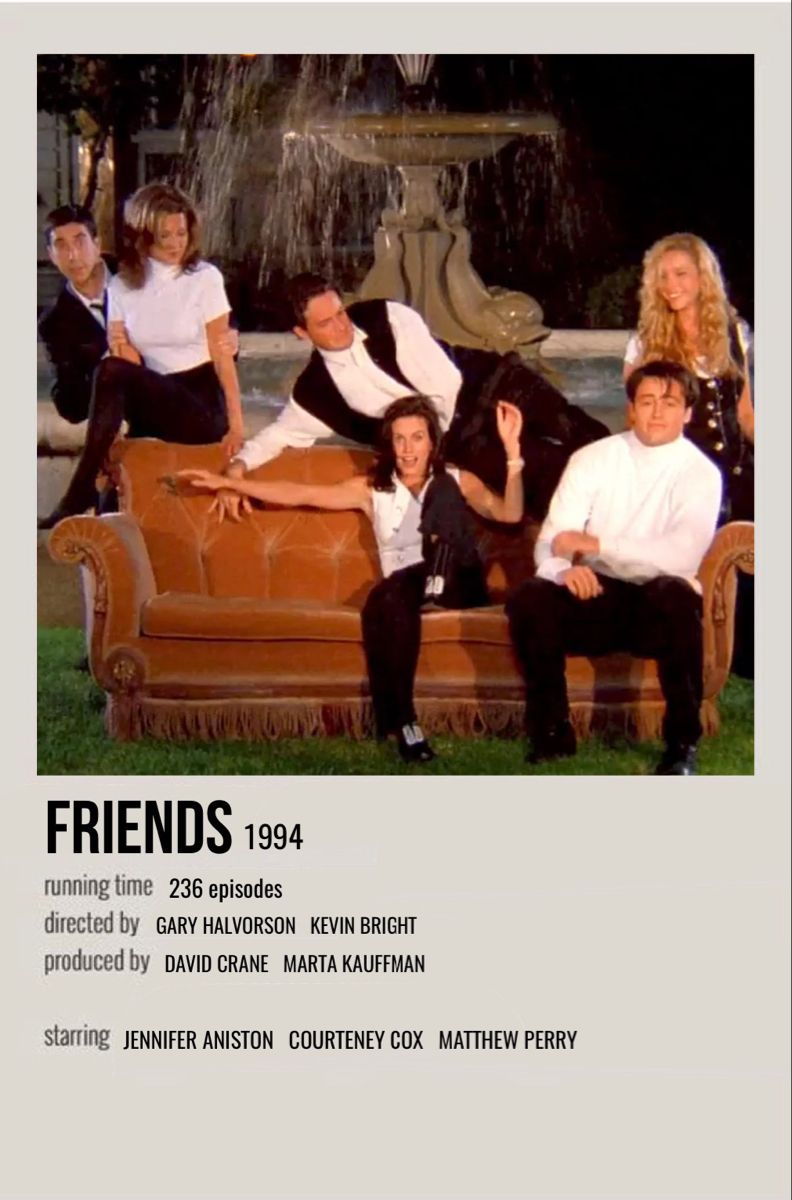 FRIENDS 1994
running time 236 episodes
directed by GARY HALVORSON KEVIN BRIGHT
produced by DAVID CRANE MARTA KAUFFMAN
starring JENNIFER ANISTON COURTENEY COX MATTHEW PERRY